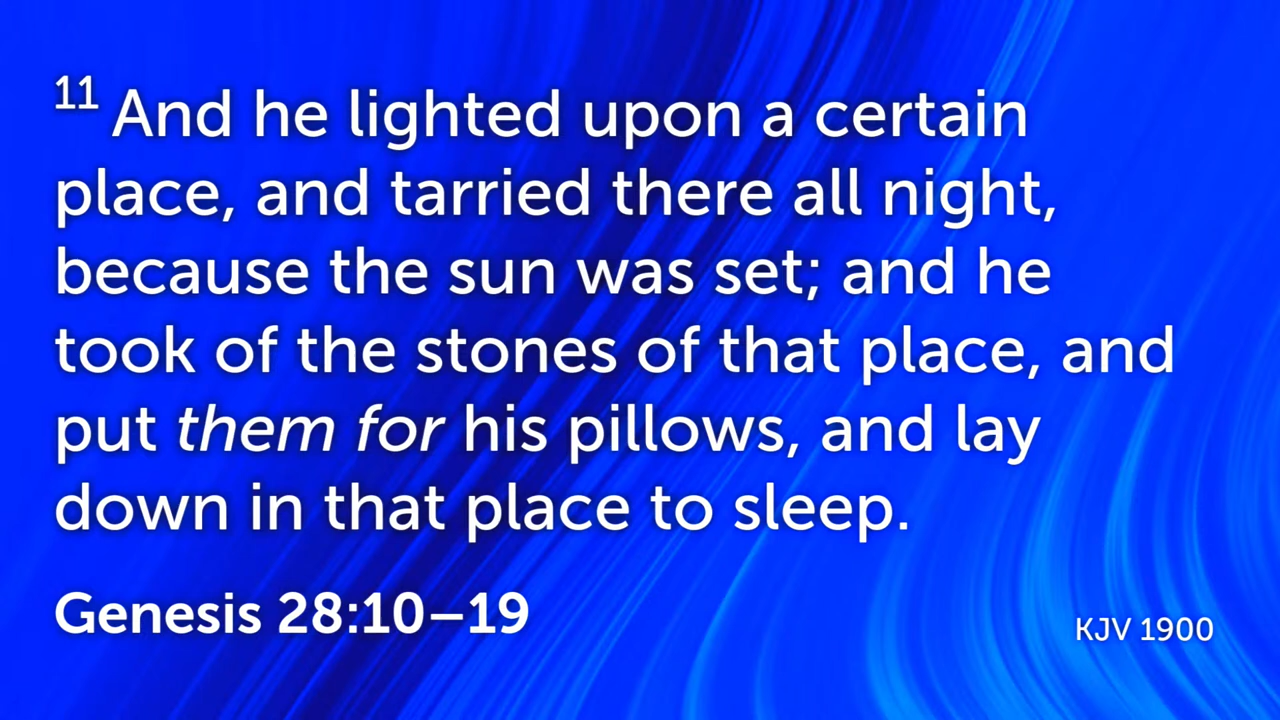 11 And he lighted upon a certain
place, and tarried there all night,
because the sun was set; and he
took of the stones of that place, and
put them for his pillows, and lay
down in that place to sleep.
Genesis 28:10–19
KJV 1900